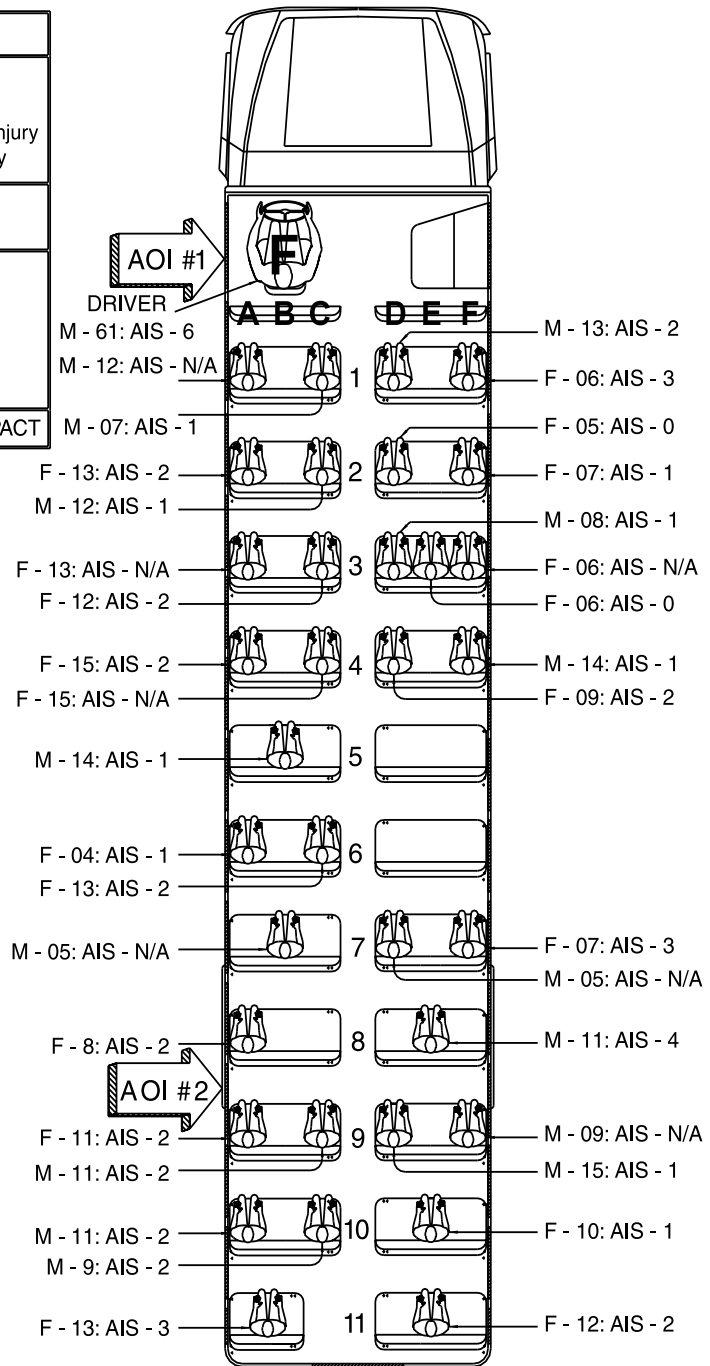 njury
y
PACT
AOI #1
F
DRIVER
M - 61: AIS - 6
A B C D E F
M - 12: AIS - N/A
M - 07: AIS - 1
1
M - 13: AIS - 2
F - 06: AIS - 3
F - 13: AIS - 2
M - 12: AIS - 1
2
F - 05: AIS - 0
F - 07: AIS - 1
F - 13: AIS - N/A
F - 12: AIS - 2
3
M - 08: AIS - 1
F - 06: AIS - N/A
F - 06: AIS - 0
F - 15: AIS - 2
F - 15: AIS - N/A
4
M - 14: AIS - 1
F - 09: AIS - 2
M - 14: AIS - 1
5
F - 04: AIS - 1
F - 13: AIS - 2
6
M - 05: AIS - N/A
7
F - 07: AIS - 3
M - 05: AIS - N/A
F - 8: AIS - 2
8
M - 11: AIS - 4
AOI #2
F - 11: AIS - 2
M - 11: AIS - 2
9
M - 09: AIS - N/A
M - 15: AIS - 1
M - 11: AIS - 2
M - 9: AIS - 2
10
F - 10: AIS - 1
F - 13: AIS - 3
11
F - 12: AIS - 2